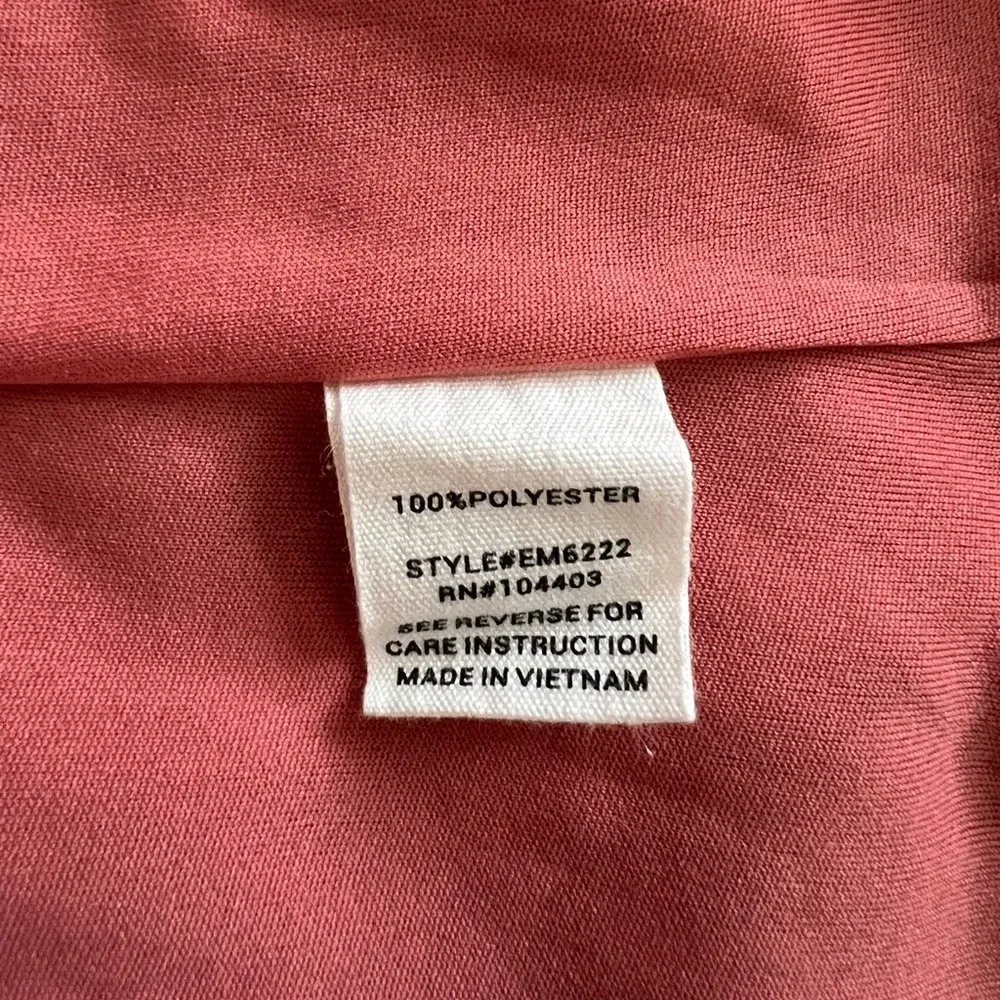 100%POLYESTER
STYLE#EM6222
RN#104403
SEE REVERSE FOR
CARE INSTRUCTION
MADE IN VIETNAM